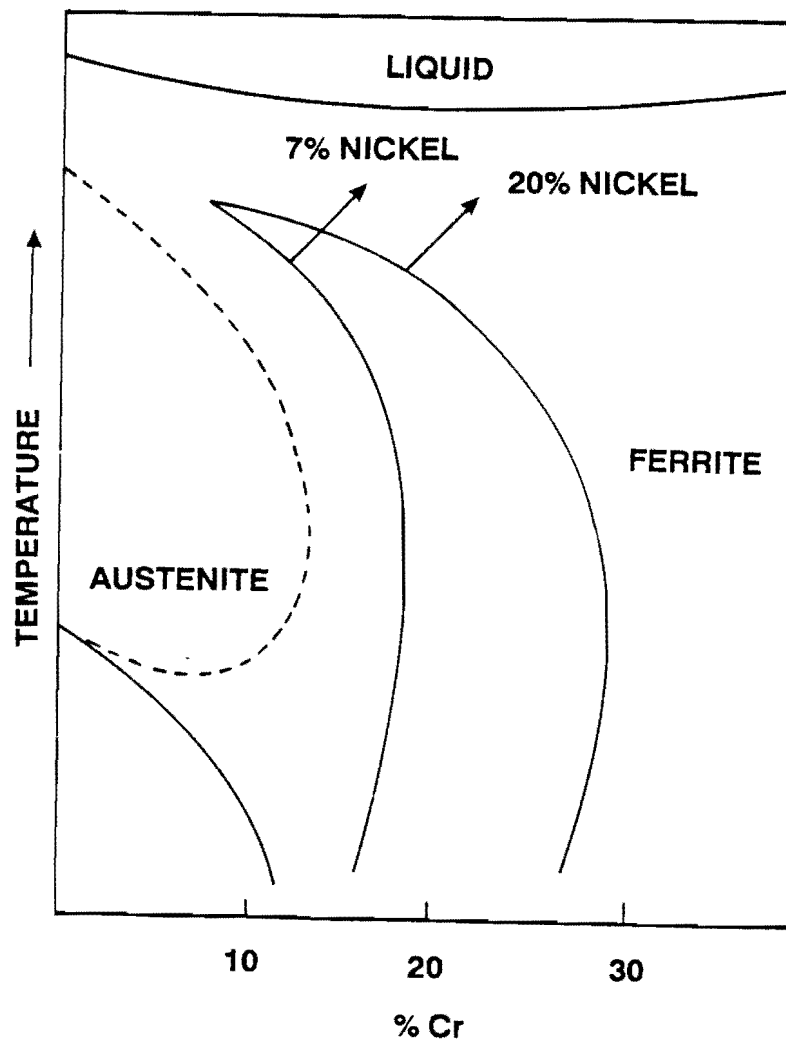 LIQUID
7% NICKEL
20% NICKEL
TEMPERATURE
FERRITE
AUSTENITE
10
20
30
% Cr